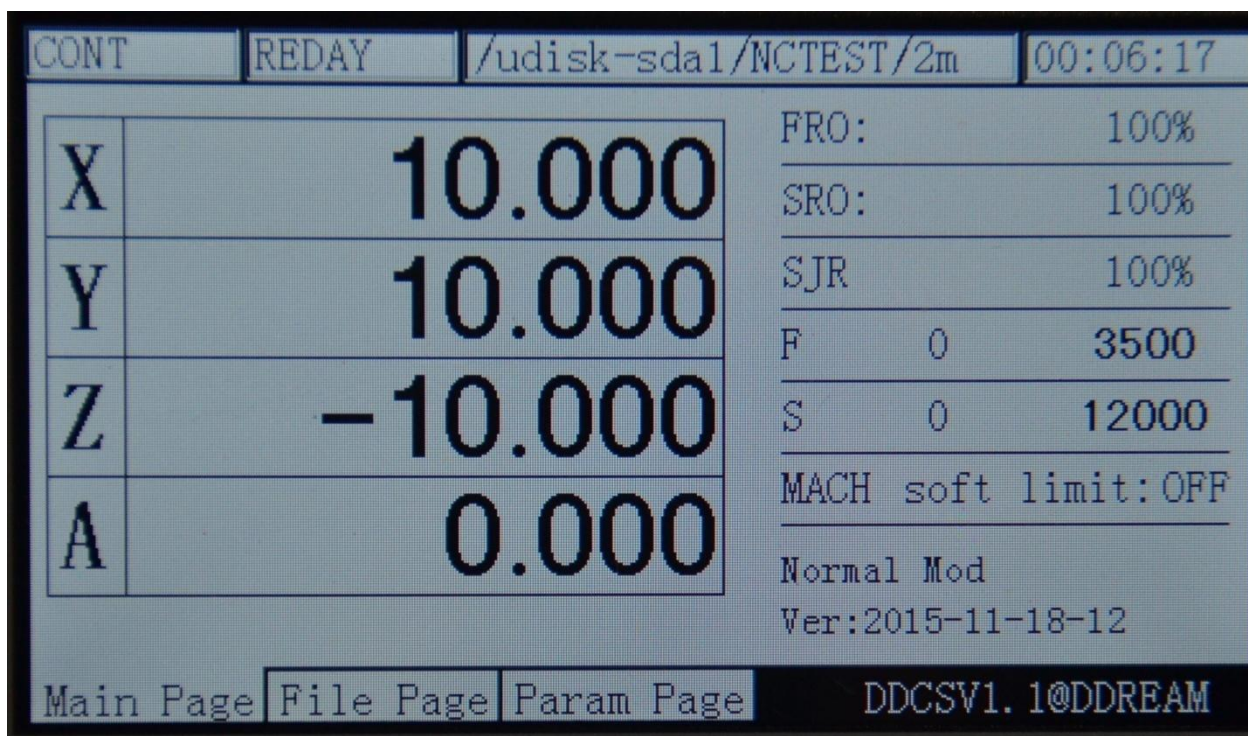 CONT REDAY /udisk-sda1/NCTEST/2m 00:06:17
X 10.000
Y 10.000
Z -10.000
A 0.000
FRO: 100%
SRO: 100%
SJR 100%
F 0 3500
S 0 12000
MACH soft limit:OFF
Normal Mod
Ver:2015-11-18-12
Main Page File Page Param Page DDCSV1.1@DDREAM